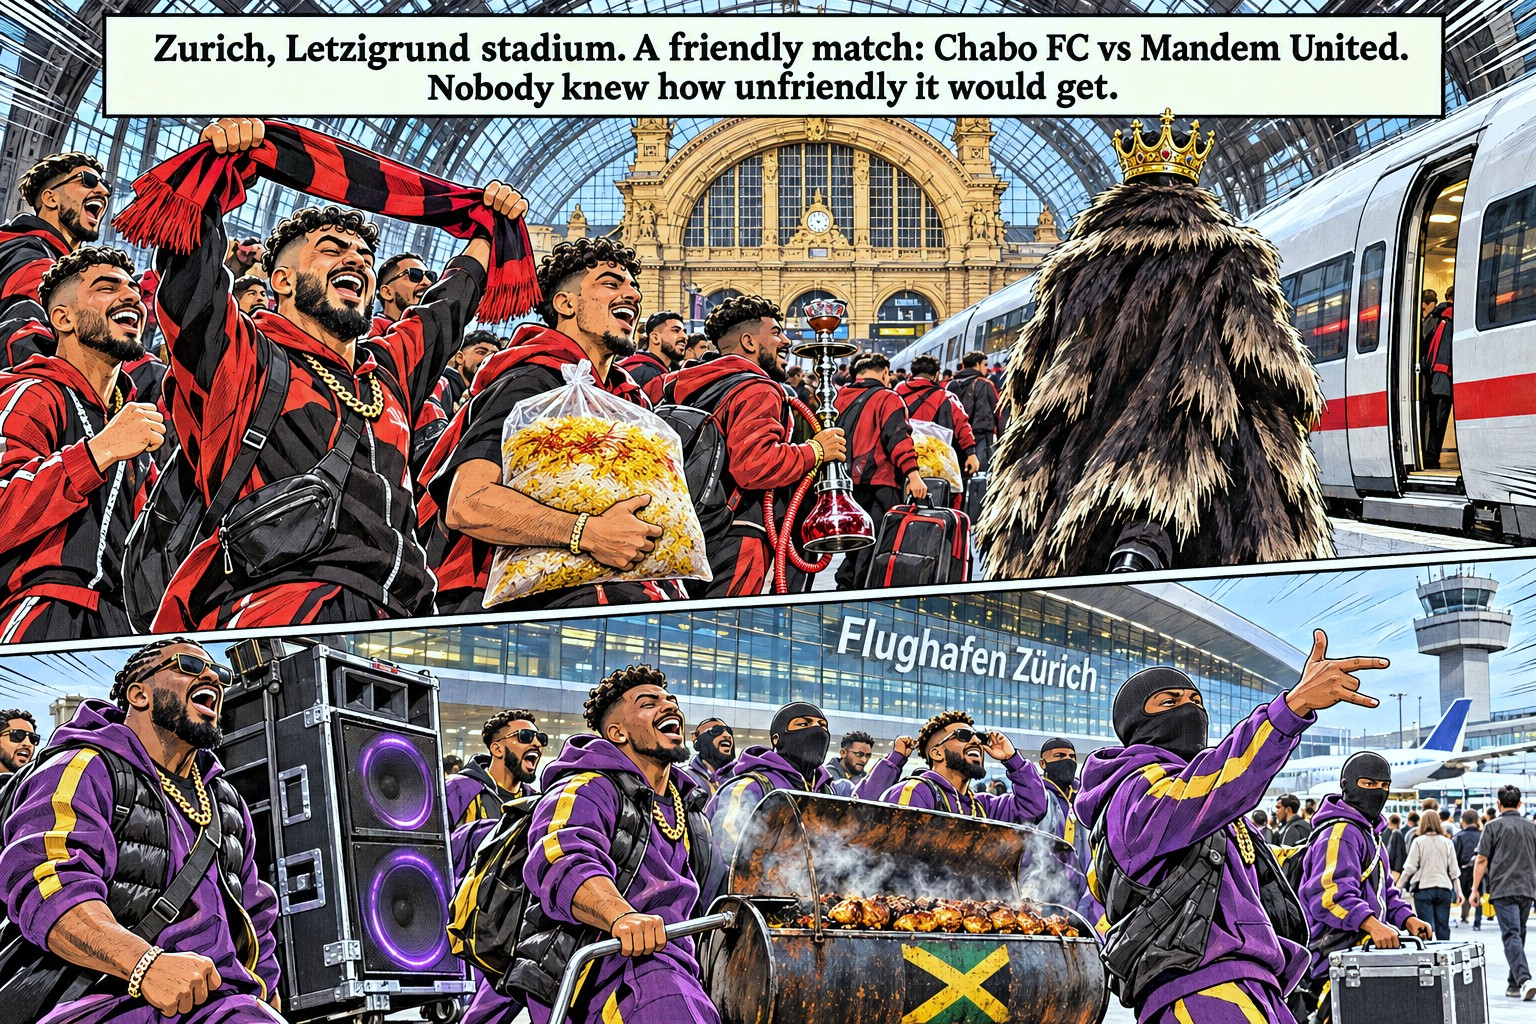 Zurich, Letzigrund stadium. A friendly match: Chabo FC vs Mandem United.
Nobody knew how unfriendly it would get.
Flughafen Zürich